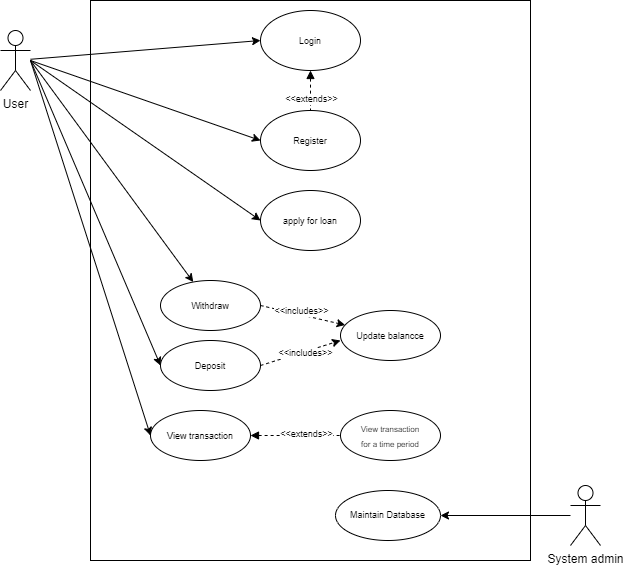 Login
User
<<extends>>
Register
apply for loan
Withdraw
<<includes>>
Update balancce
Deposit
<<includes>>
View transaction
<<extends>>
View transaction
for a time period
Maintain Database
System admin